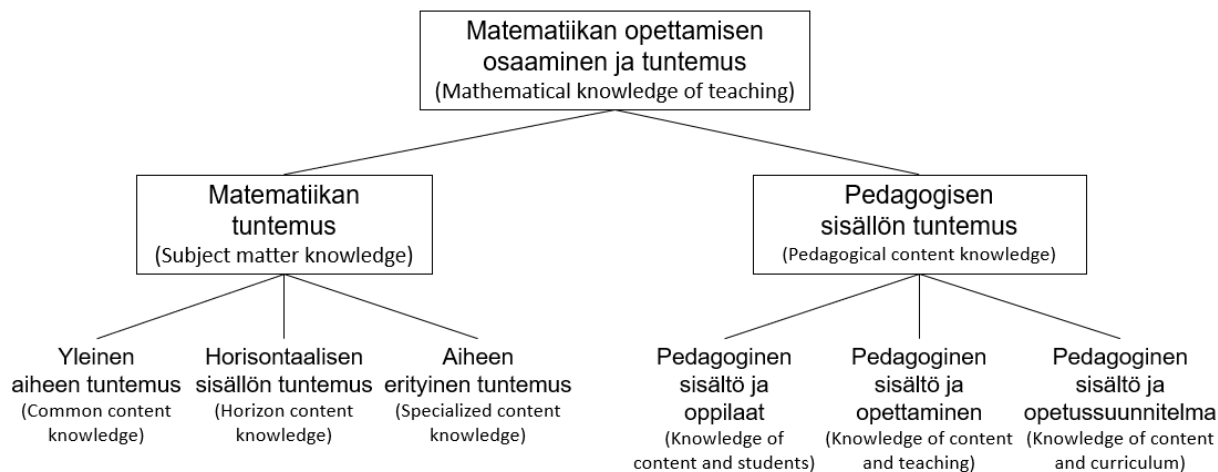 Matematiikan opettamisen
osaaminen ja tuntemus
(Mathematical knowledge of teaching)
Matematiikan
tuntemus
(Subject matter knowledge)
Pedagogisen
sisällön tuntemus
(Pedagogical content knowledge)
Yleinen
aiheen tuntemus
(Common content
knowledge)
Horisontaalisen
sisällön tuntemus
(Horizon content
knowledge)
Aiheen
erityinen tuntemus
(Specialized content
knowledge)
Pedagoginen
sisältö ja
oppilaat
(Knowledge of
content and students)
Pedagoginen
sisältö ja
opettaminen
(Knowledge of content
and teaching)
Pedagoginen
sisältö ja
opetussuunnitelma
(Knowledge of content
and curriculum)